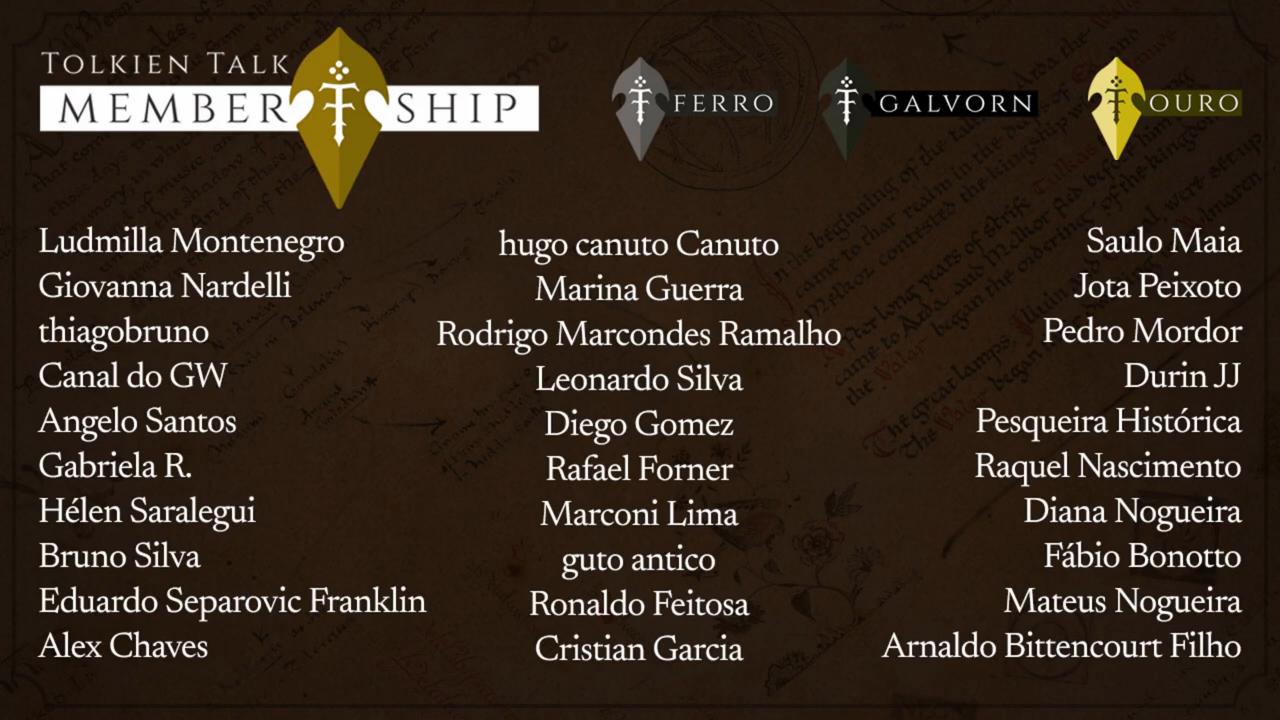 TOLKIEN TALK
MEMBERSHIP
FERRO
GALVORN
OURO
Ludmilla Montenegro
Giovanna Nardelli
thiagobruno
Canal do GW
Angelo Santos
Gabriela R.
Hélen Saralegui
Bruno Silva
Eduardo Separovic Franklin
Alex Chaves
hugo canuto Canuto
Marina Guerra
Rodrigo Marcondes Ramalho
Leonardo Silva
Diego Gomez
Rafael Forner
Marconi Lima
guto antico
Ronaldo Feitosa
Cristian Garcia
Saulo Maia
Jota Peixoto
Pedro Mordor
Durin JJ
Pesqueira Histórica
Raquel Nascimento
Diana Nogueira
Fábio Bonotto
Mateus Nogueira
Arnaldo Bittencourt Filho